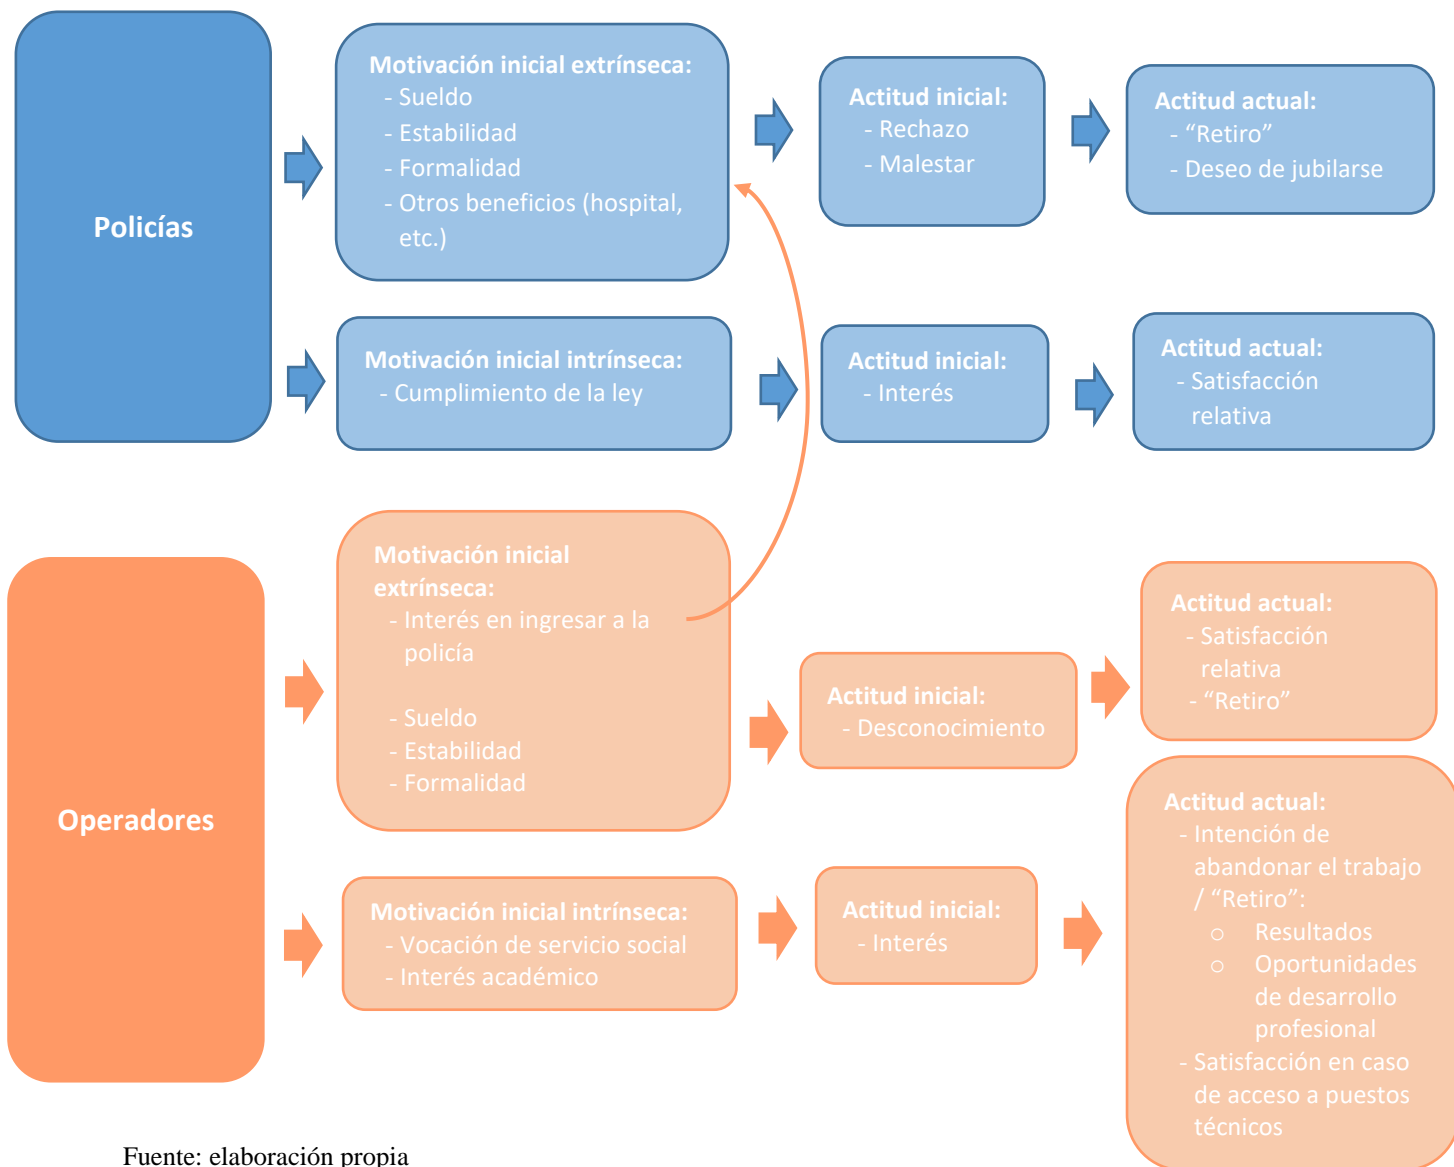 Policías
Motivación inicial extrínseca:
- Sueldo
- Estabilidad
- Formalidad
- Otros beneficios (hospital,
etc.)
Actitud inicial:
- Rechazo
- Malestar
Actitud actual:
- “Retiro”
- Deseo de jubilarse
Motivación inicial intrínseca:
- Cumplimiento de la ley
Actitud inicial:
- Interés
Actitud actual:
- Satisfacción
relativa
Operadores
Motivación inicial
extrínseca:
- Interés en ingresar a la
policía
- Sueldo
- Estabilidad
- Formalidad
Actitud inicial:
- Desconocimiento
Actitud actual:
- Satisfacción
relativa
- “Retiro”
Motivación inicial intrínseca:
- Vocación de servicio social
- Interés académico
Actitud inicial:
- Interés
Actitud actual:
- Intención de
abandonar el trabajo
/ “Retiro”:
o Resultados
o Oportunidades
de desarrollo
profesional
- Satisfacción en caso
de acceso a puestos
técnicos
Fuente: elaboración propia